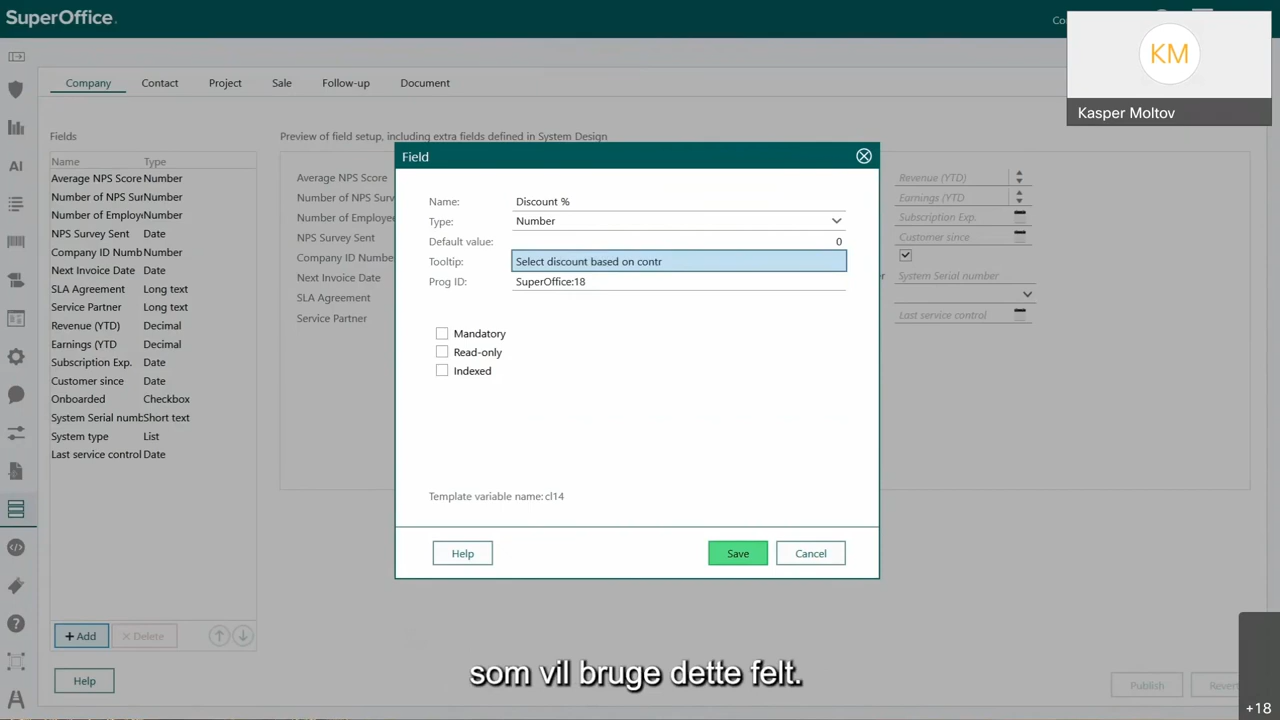 SuperOffice.
KM
Kasper Moltov
Company Contact Project Sale Follow-up Document
Fields
Name Type
Average NPS Score Number
Number of NPS Sur Number
Number of Employ Number
NPS Survey Sent Date
Company ID Numb Number
Next Invoice Date Date
SLA Agreement Long text
Service Partner Long text
Revenue (YTD) Decimal
Earnings (YTD Decimal
Subscription Exp. Date
Customer since Date
Onboarded Checkbox
System Serial numb Short text
System type List
Last service control Date
+ Add × Delete
Help
Preview of field setup, including extra fields defined in System Design
Average NPS Score
Number of NPS Surv
Number of Employee
NPS Survey Sent
Company ID Numb
Next Invoice Date
SLA Agreement
Service Partner
Revenue (YTD)
Earnings (YTD
Subscription Exp.
Customer since
System Serial number
Last service control
Field
Name: Discount %
Type: Number
Default value: 0
Tooltip: Select discount based on contr
Prog ID: SuperOffice:18
Mandatory
Read-only
Indexed
Template variable name: cl14
Help Save Cancel
Publish Revert
+18
som vil bruge dette felt.